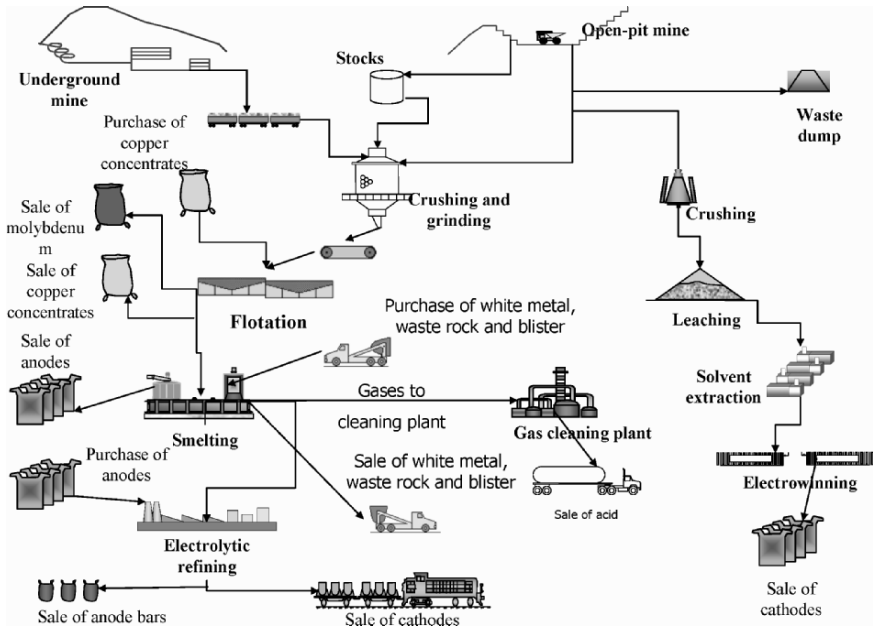 Open-pit mine
Underground
mine
Stocks
Waste
dump
Purchase of
copper
concentrates
Crushing and
grinding
Crushing
Sale of
molybdenu
m
Sale of
copper
concentrates
Flotation
Leaching
Purchase of white metal,
waste rock and blister
Sale of
anodes
Solvent
extraction
Gases to
cleaning plant
Smelting
Gas cleaning plant
Purchase of
anodes
Sale of white metal,
waste rock and blister
Electrowinning
Sale of acid
Electrolytic
refining
Sale of
cathodes
Sale of anode bars
Sale of cathodes